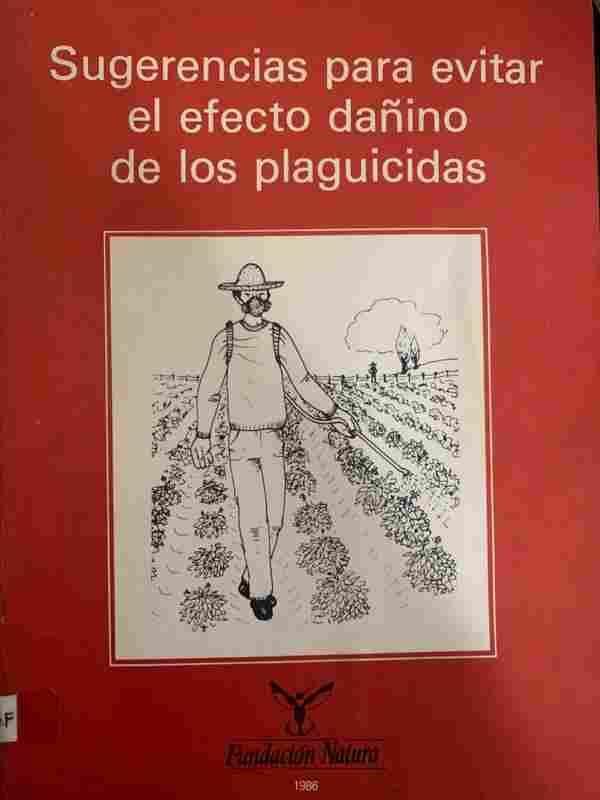 Sugerencias para evitar
el efecto dañino
de los plaguicidas
Fundación Natura
1986
.F